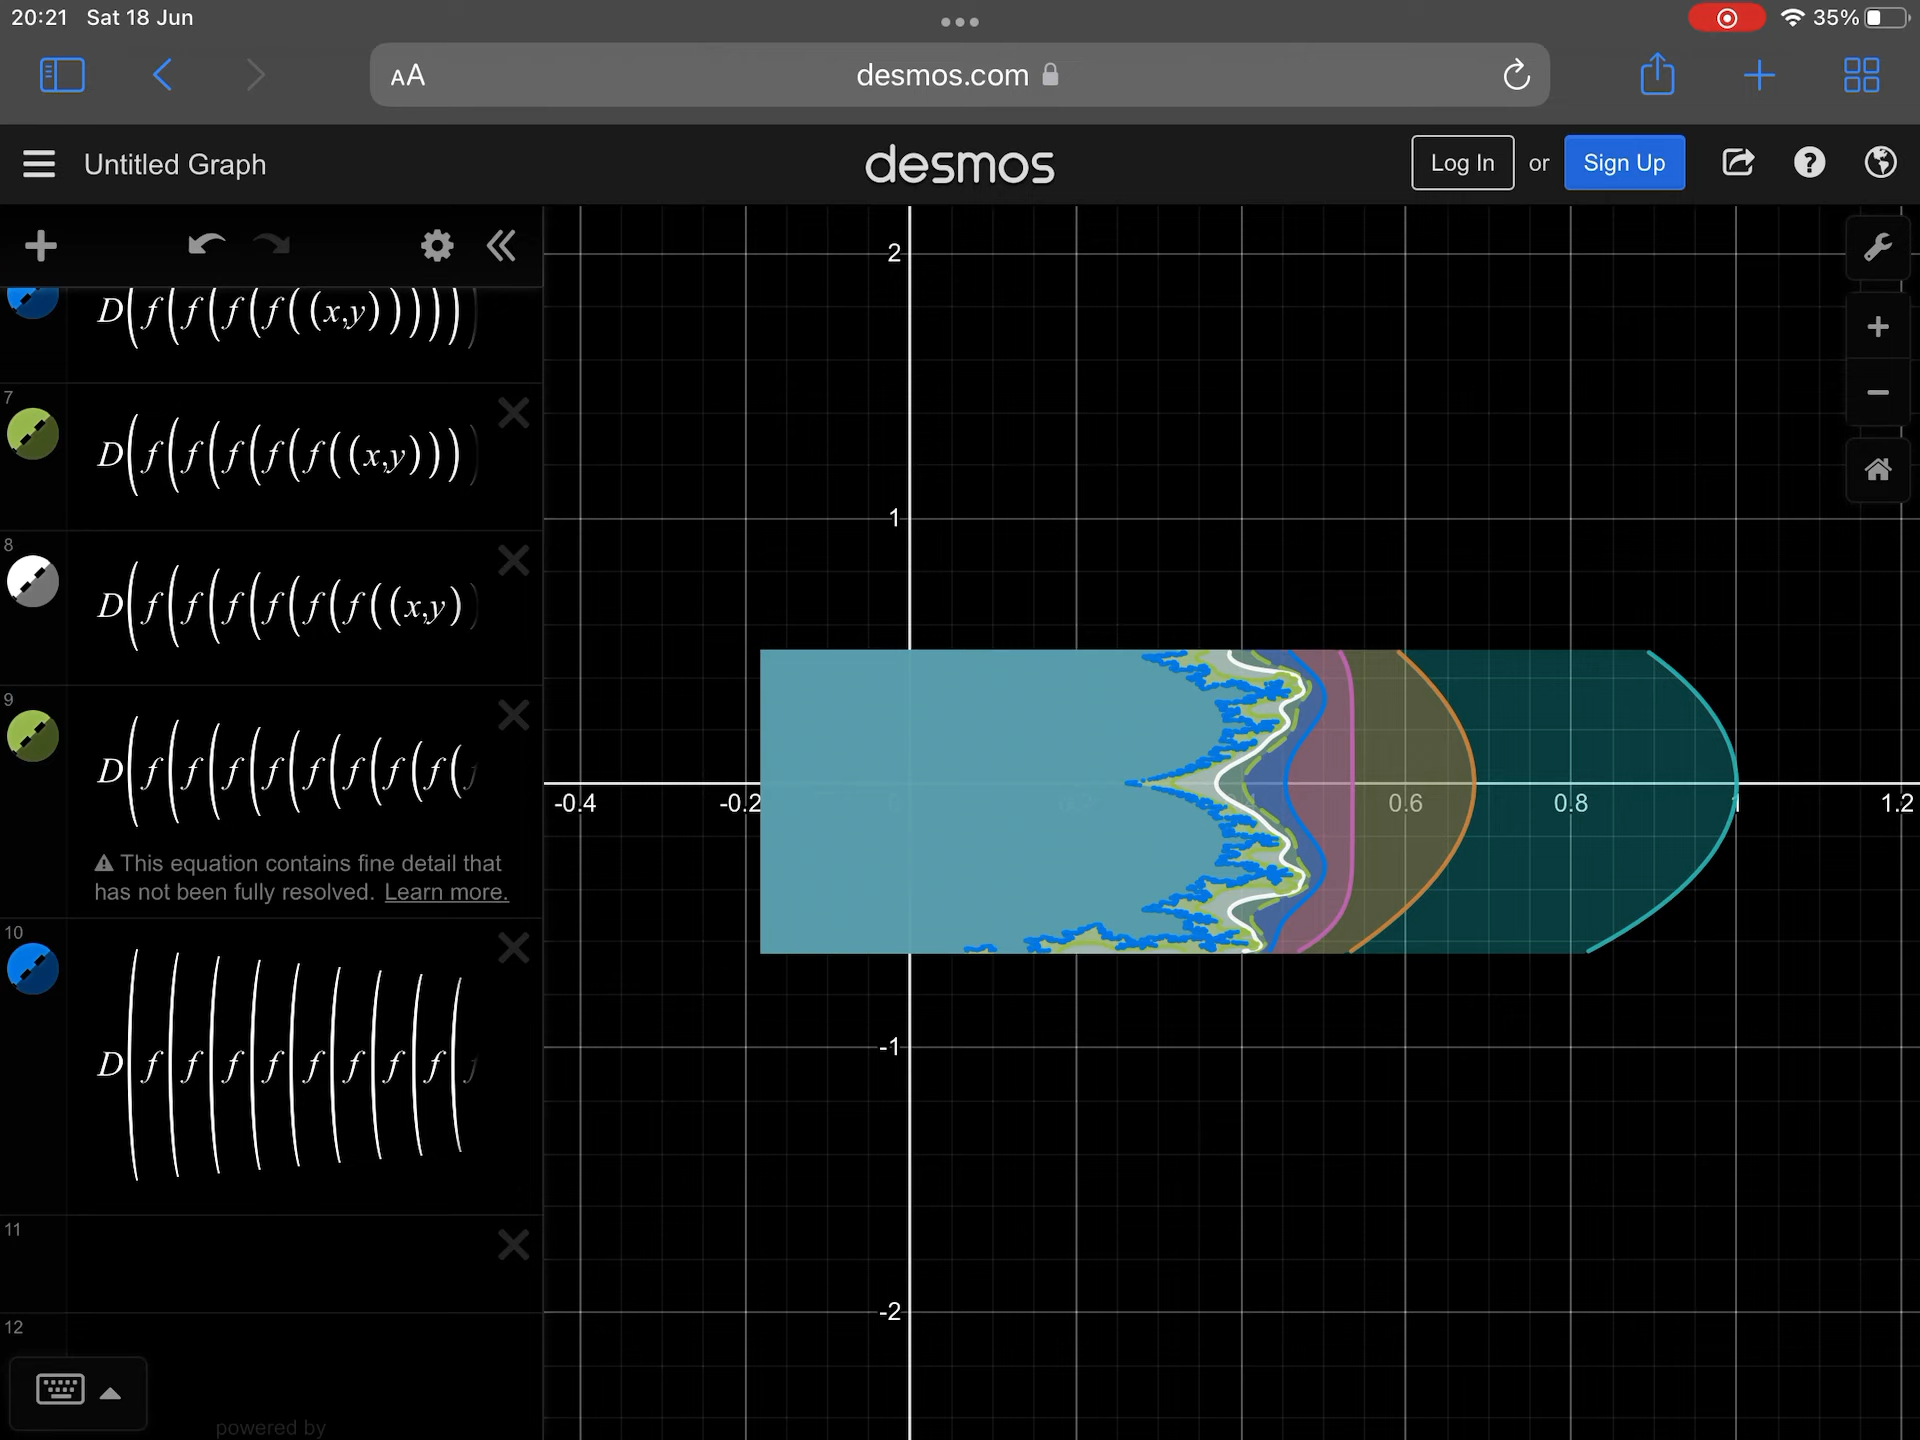 20:21 Sat 18 Jun
35%
AA desmos.com
Untitled Graph
desmos
Log In or Sign Up
D(f(f(f(f((x,y)))))
7
D(f(f(f(f(f((x,y)))
8
D(f(f(f(f(f(f((x,y)
9
D(f(f(f(f(f(f(f(f(
This equation contains fine detail that
has not been fully resolved. Learn more.
10
D(f(f(f(f(f(f(f(f(
11
12
powered by
2
1
-0.4
-0.2
0.6
0.8
1
1.2
-1
-2